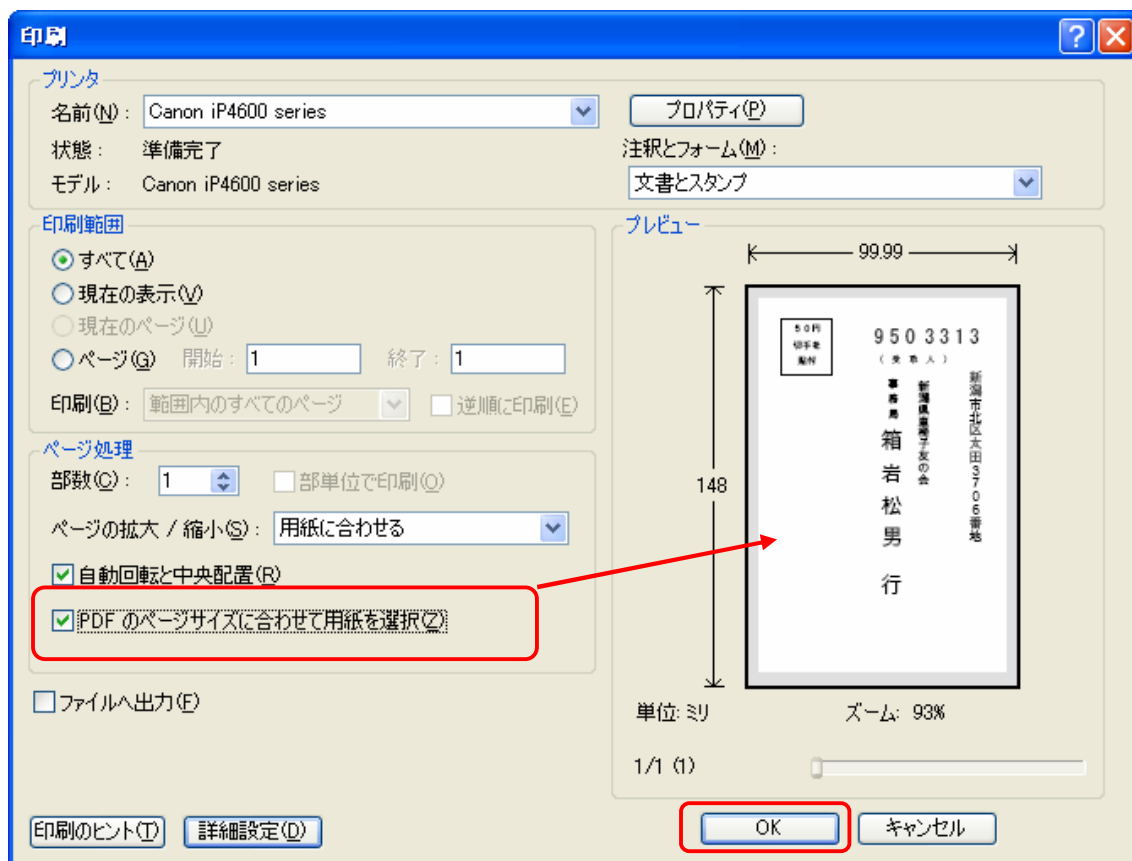 印刷
プリンタ
名前(N)： Canon iP4600 series
プロパティ(P)
状態： 準備完了
注釈とフォーム(M)：
モデル： Canon iP4600 series
文書とスタンプ
印刷範囲
すべて(A)
現在の表示(V)
現在のページ(U)
ページ(G) 開始： 1 終了： 1
印刷(B)： 範囲内のすべてのページ 逆順に印刷(E)
ページ処理
部数(C)： 1 部単位で印刷(O)
ページの拡大 / 縮小(S)： 用紙に合わせる
自動回転と中央配置(R)
PDF のページサイズに合わせて用紙を選択(Z)
ファイルへ出力(F)
印刷のヒント(T)
詳細設定(D)
プレビュー
99.99
148
50円
切手を
貼付
9503313
(受取人)
新潟市北区太田3706番地
事務局 箱岩松男 行
単位: ミリ
ズーム: 93%
1/1 (1)
OK
キャンセル